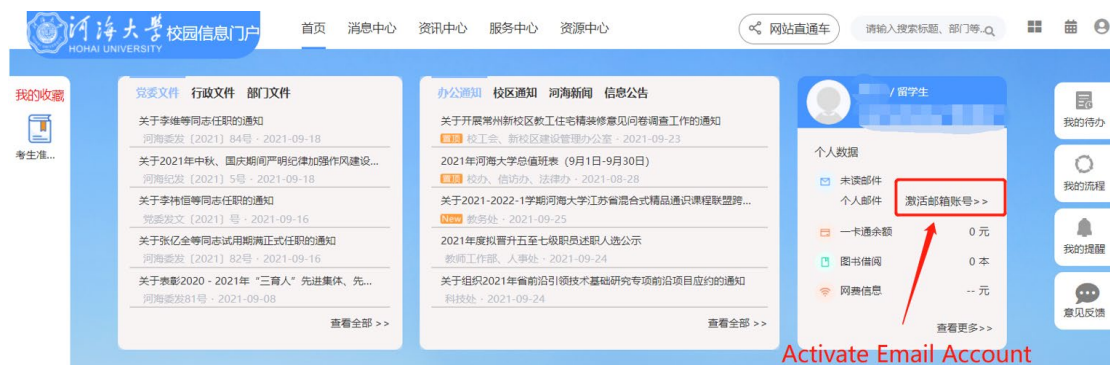 河海大学 校园信息门户
HOHAI UNIVERSITY
首页 消息中心 资讯中心 服务中心 资源中心
网站直通车
请输入搜索标题、部门等..
我的收藏
考生准...
党委文件 行政文件 部门文件
关于李维等同志任职的通知
河海委发〔2021〕84号 · 2021-09-18
关于2021年中秋、国庆期间严明纪律加强作风建设...
河海纪发〔2021〕5号 · 2021-09-18
关于李祎恒等同志任职的通知
党委发文〔2021〕号 · 2021-09-16
关于张亿全等同志试用期满正式任职的通知
河海委发〔2021〕82号 · 2021-09-16
关于表彰2020 - 2021年“三育人”先进集体、先...
河海委发81号 · 2021-09-08
查看全部 >>
办公通知 校区通知 河海新闻 信息公告
关于开展常州新校区教工住宅精装修意见问卷调查工作的通知
置顶 校工会、新校区建设管理办公室 · 2021-09-23
2021年河海大学总值班表（9月1日-9月30日）
置顶 校办、信访办、法律办 · 2021-08-28
关于2021-2022-1学期河海大学江苏省混合式精品通识课程联盟跨...
New 教务处 · 2021-09-25
2021年度拟晋升五至七级职员述职人选公示
教师工作部、人事处 · 2021-09-24
关于组织2021年省前沿引领技术基础研究专项前沿项目应约的通知
科技处 · 2021-09-24
查看全部 >>
/ 留学生
个人数据
未读邮件
个人邮件 激活邮箱账号>>
一卡通余额 0 元
图书借阅 0 本
网费信息 -- 元
查看更多>>
Activate Email Account
我的待办
我的流程
我的提醒
意见反馈